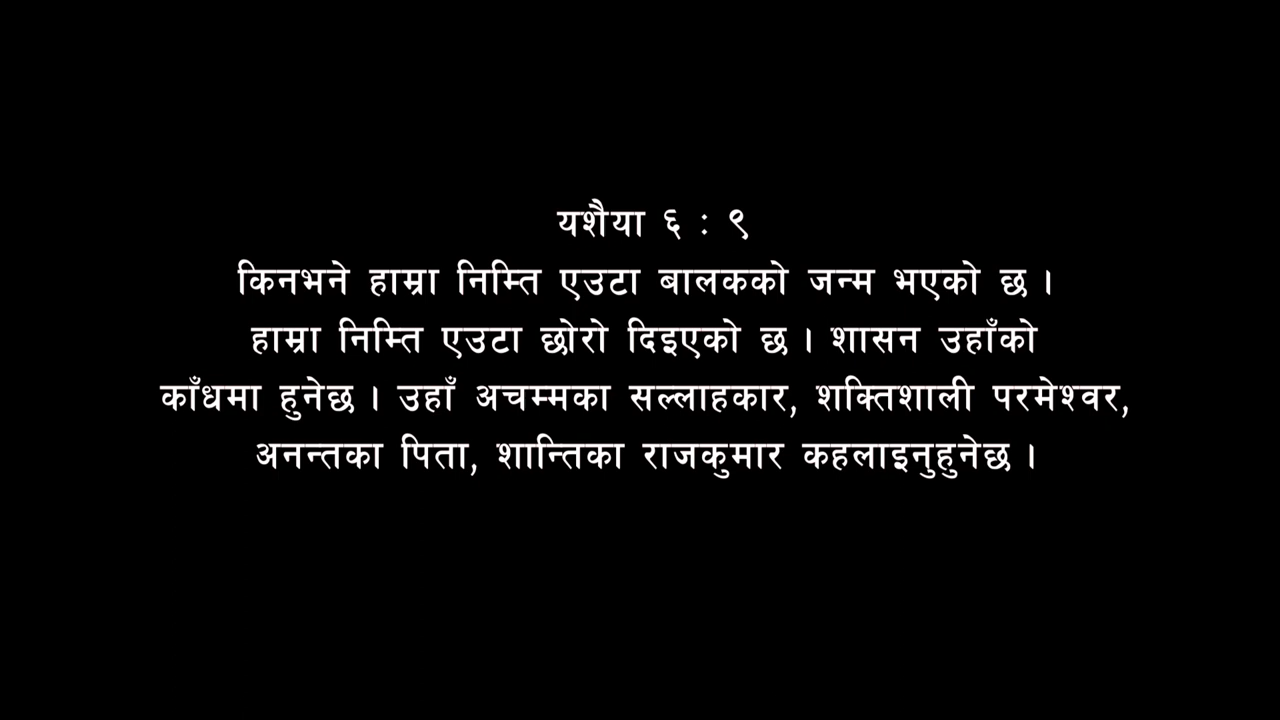 यशैया ६ : ९
किनभने हाम्रा निम्ति एउटा बालकको जन्म भएको छ ।
हाम्रा निम्ति एउटा छोरो दिइएको छ । शासन उहाँको
काँधमा हुनेछ । उहाँ अचम्मका सल्लाहकार, शक्तिशाली परमेश्वर,
अनन्तका पिता, शान्तिका राजकुमार कहलाइनुहुनेछ ।